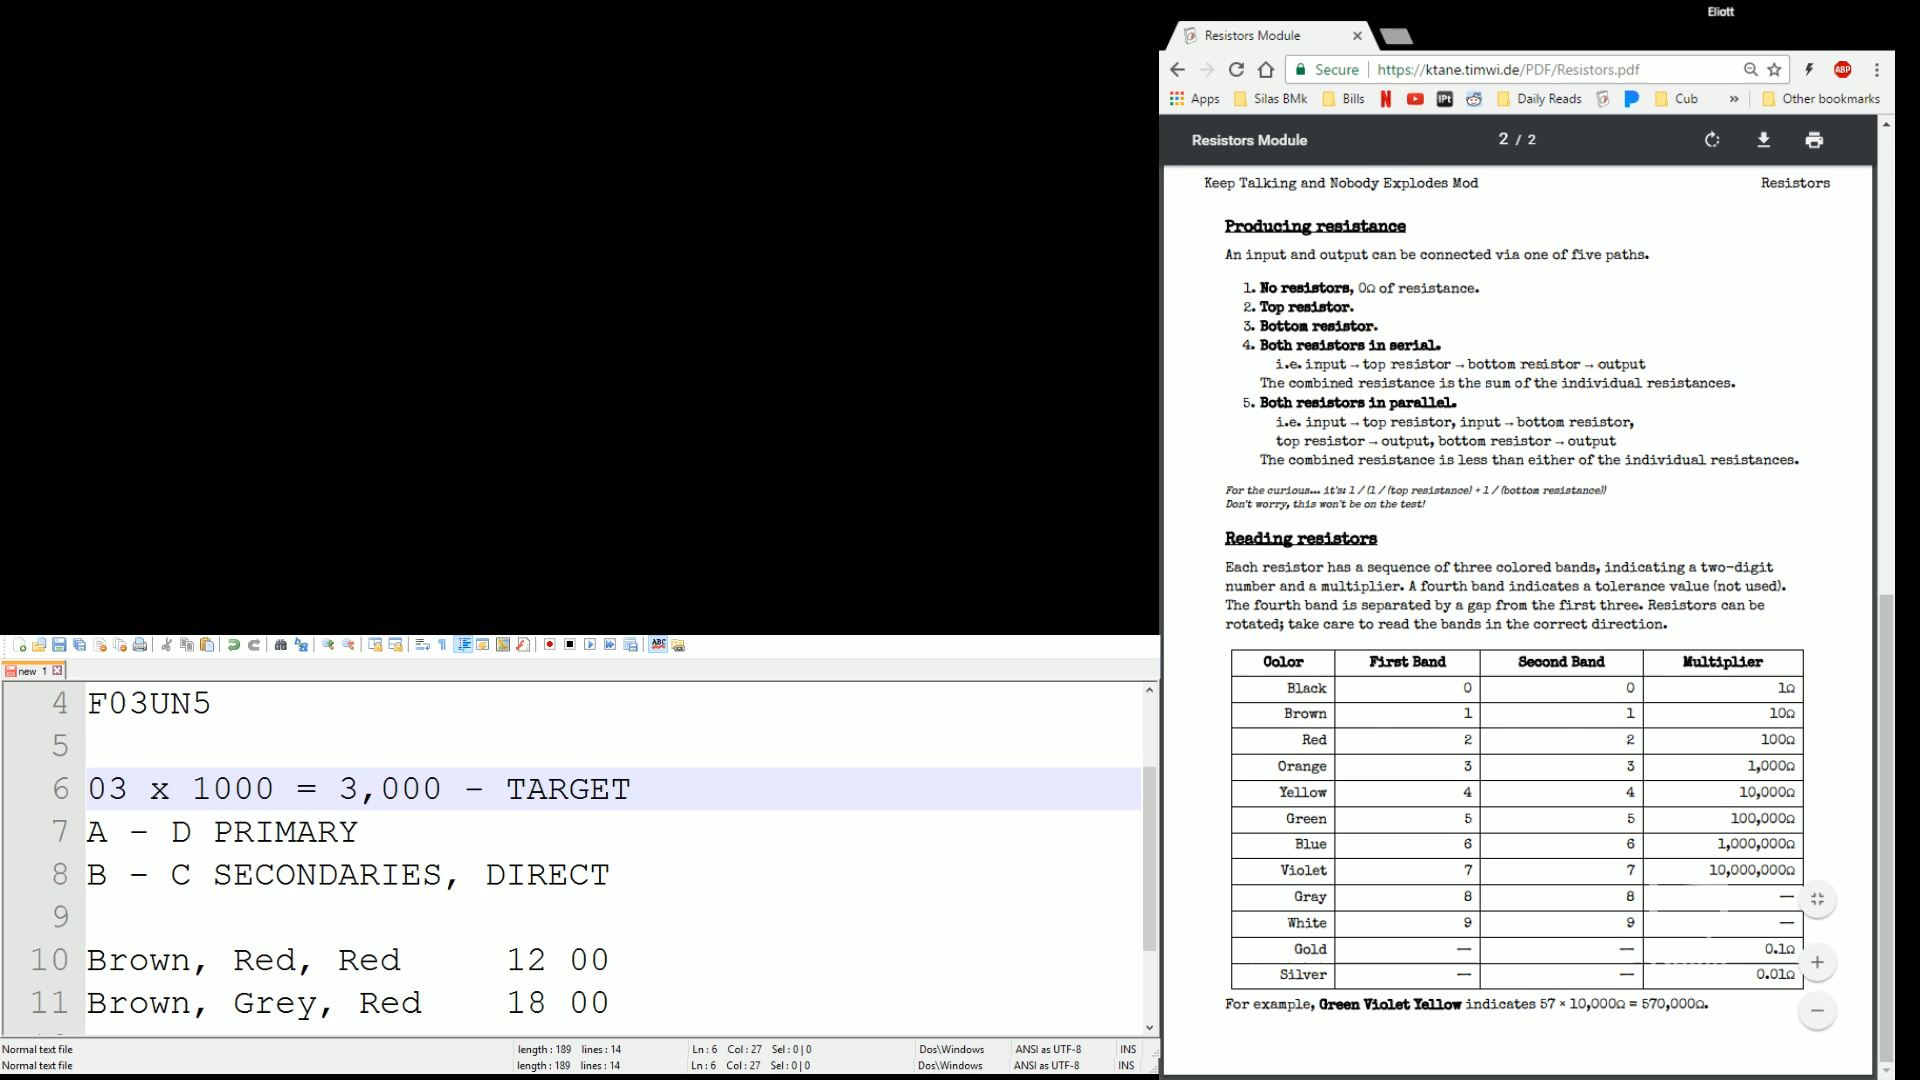 Eliott
Resistors Module
Secure https://ktane.timwi.de/PDF/Resistors.pdf
ABP
Apps Silas BMk Bills N IPt Daily Reads Cub » Other bookmarks
Resistors Module 2 / 2
Keep Talking and Nobody Explodes Mod Resistors
Producing resistance
An input and output can be connected via one of five paths.
1. No resistors, 0Ω of resistance.
2. Top resistor.
3. Bottom resistor.
4. Both resistors in serial.
i.e. input → top resistor → bottom resistor → output
The combined resistance is the sum of the individual resistances.
5. Both resistors in parallel.
i.e. input → top resistor, input → bottom resistor,
top resistor → output, bottom resistor → output
The combined resistance is less than either of the individual resistances.
For the curious... it's: 1 / (1 / (top resistance) + 1 / (bottom resistance))
Don't worry, this won't be on the test!
Reading resistors
Each resistor has a sequence of three colored bands, indicating a two-digit
number and a multiplier. A fourth band indicates a tolerance value (not used).
The fourth band is separated by a gap from the first three. Resistors can be
rotated; take care to read the bands in the correct direction.
Color First Band Second Band Multiplier
Black 0 0 1Ω
Brown 1 1 10Ω
Red 2 2 100Ω
Orange 3 3 1,000Ω
Yellow 4 4 10,000Ω
Green 5 5 100,000Ω
Blue 6 6 1,000,000Ω
Violet 7 7 10,000,000Ω
Gray 8 8 —
White 9 9 —
Gold — — 0.1Ω
Silver — — 0.01Ω
For example, Green Violet Yellow indicates 57 × 10,000Ω = 570,000Ω.
ABC
new 1
4 F03UN5
5
6 03 x 1000 = 3,000 - TARGET
7 A - D PRIMARY
8 B - C SECONDARIES, DIRECT
9
10 Brown, Red, Red 12 00
11 Brown, Grey, Red 18 00
Normal text file length : 189 lines : 14 Ln : 6 Col : 27 Sel : 0 | 0 Dos\Windows ANSI as UTF-8 INS
Normal text file length : 189 lines : 14 Ln : 6 Col : 27 Sel : 0 | 0 Dos\Windows ANSI as UTF-8 INS